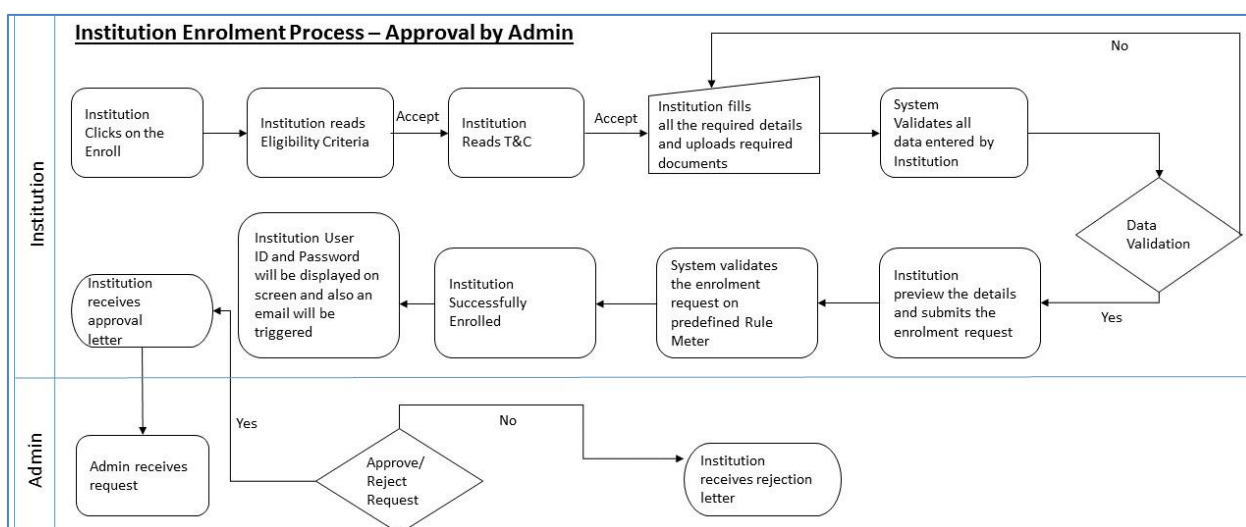 Institution Enrolment Process – Approval by Admin
No
Institution
Clicks on the
Enroll
Institution reads
Eligibility Criteria
Accept
Institution
Reads T&C
Accept
Institution fills
all the required details
and uploads required
documents
System
Validates all
data entered by
Institution
Institution
Data
Validation
Yes
Institution
preview the details
and submits the
enrolment request
System validates
the enrolment
request on
predefined Rule
Meter
Institution
Successfully
Enrolled
Institution User
ID and Password
will be displayed on
screen and also an
email will be
triggered
Institution
receives
approval
letter
Admin
Admin receives
request
Yes
Approve/
Reject
Request
No
Institution
receives rejection
letter